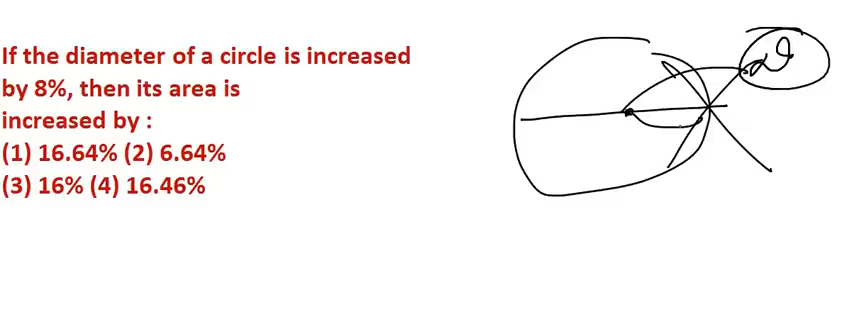 If the diameter of a circle is increased
by 8%, then its area is
increased by :
(1) 16.64% (2) 6.64%
(3) 16% (4) 16.46%